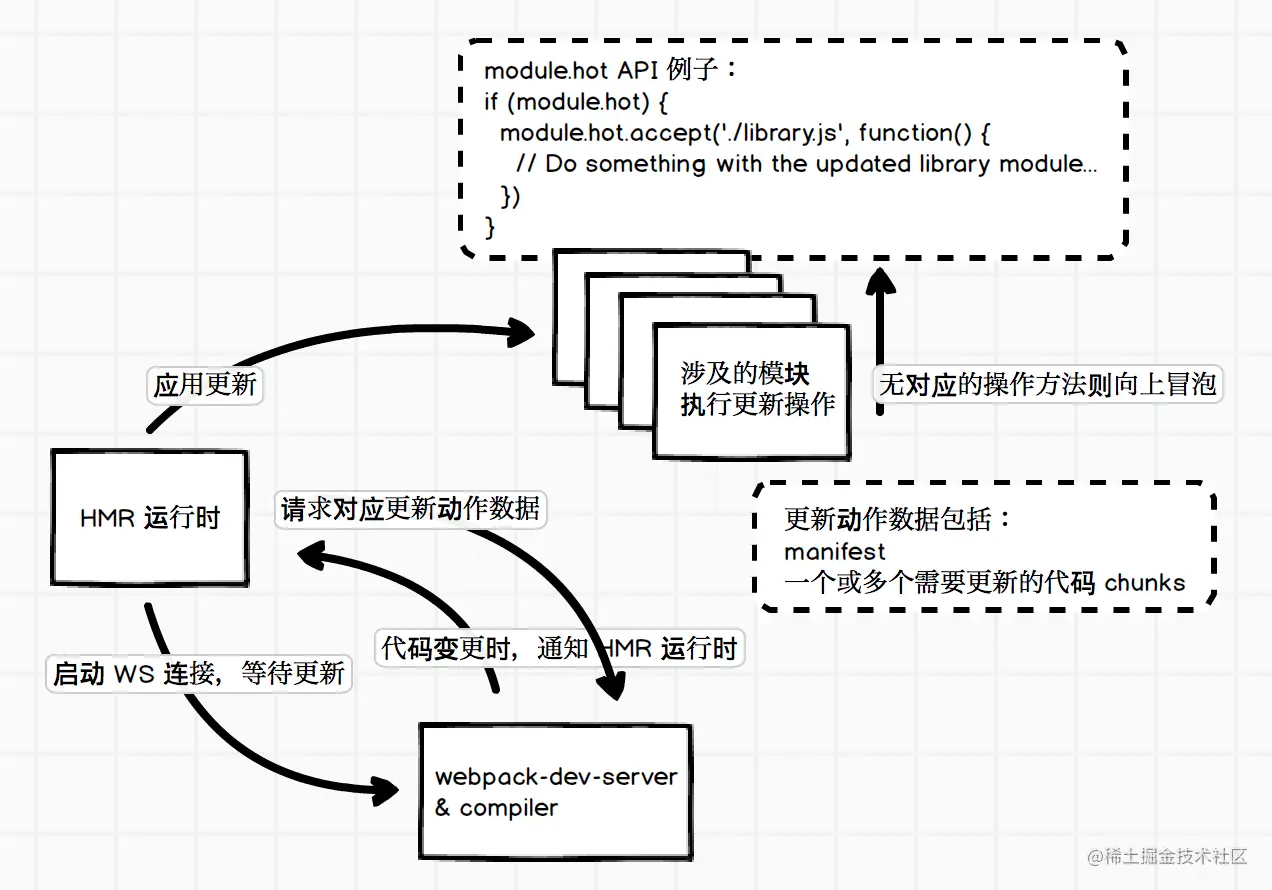 module.hot API 例子：
if (module.hot) {
module.hot.accept('./library.js', function() {
// Do something with the updated library module...
})
}
应用更新
涉及的模块
执行更新操作
无对应的操作方法则向上冒泡
HMR 运行时
请求对应更新动作数据
更新动作数据包括：
manifest
一个或多个需要更新的代码 chunks
代码变更时，通知 HMR 运行时
启动 WS 连接，等待更新
webpack-dev-server
& compiler
@稀土掘金技术社区